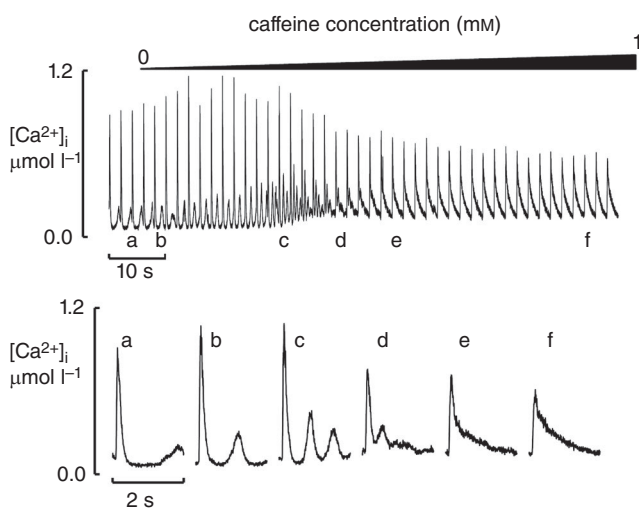 caffeine concentration (mM)
0 1
1.2
[Ca²⁺]ᵢ
μmol l⁻¹
0.0
a b c d e f
10 s
1.2
a b c d e f
[Ca²⁺]ᵢ
μmol l⁻¹
0.0
2 s